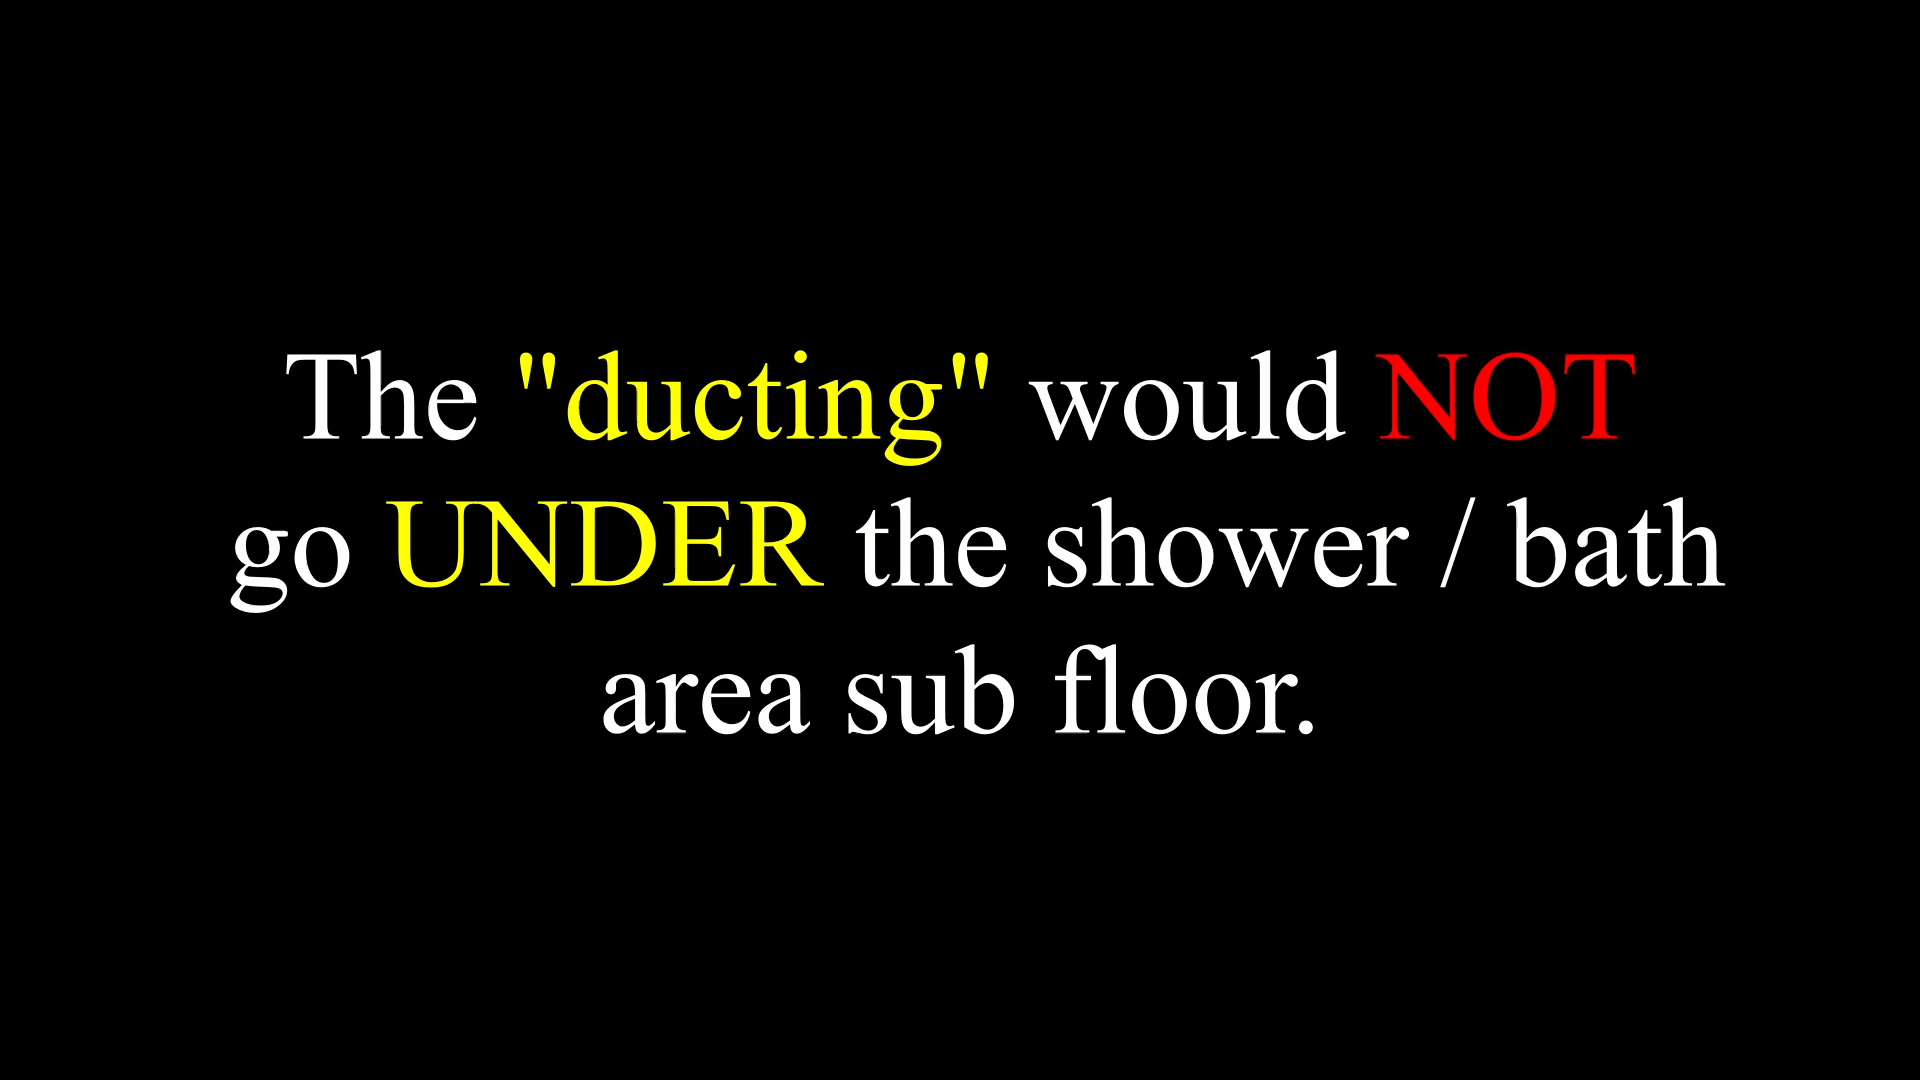 The "ducting" would NOT
go UNDER the shower / bath
area sub floor.